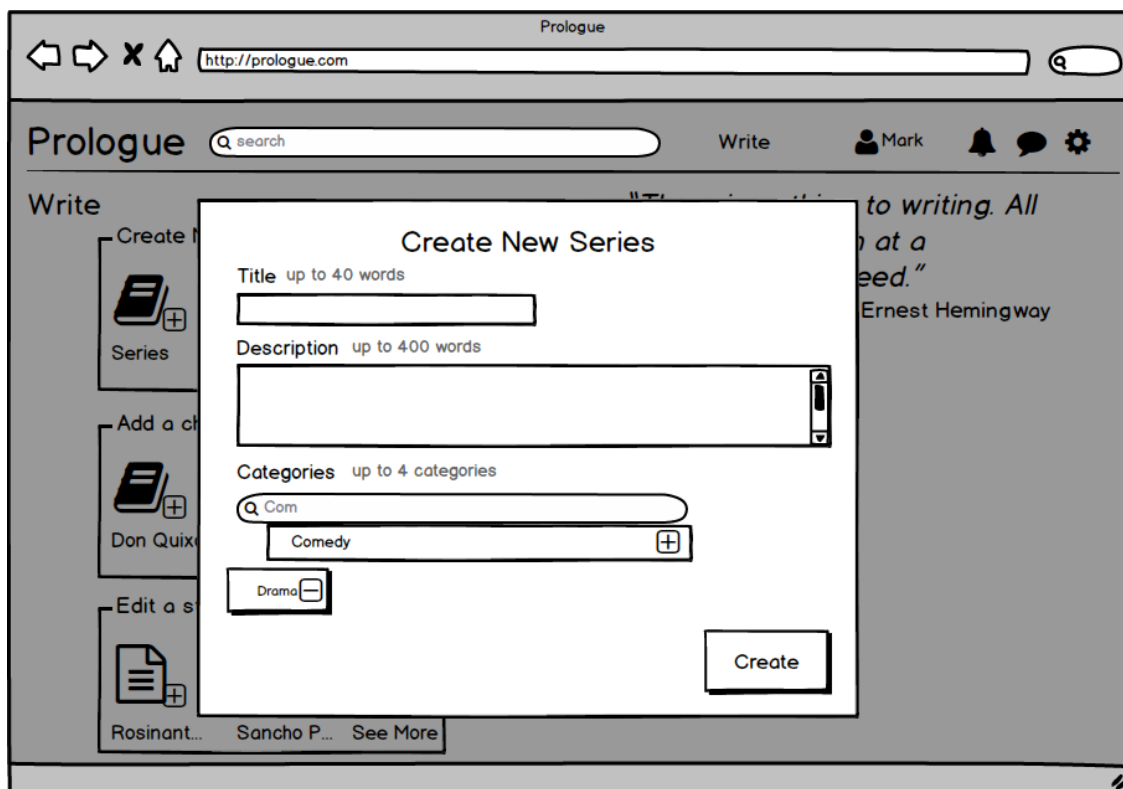 Prologue
http://prologue.com
Prologue
search
Write
Mark
Write
to writing. All
at a
eed."
Ernest Hemingway
Create
Series
Add a ch
Don Quix
Edit a s
Rosinant...
Sancho P...
See More
Create New Series
Title up to 40 words
Description up to 400 words
Categories up to 4 categories
Com
Comedy
Drama
Create